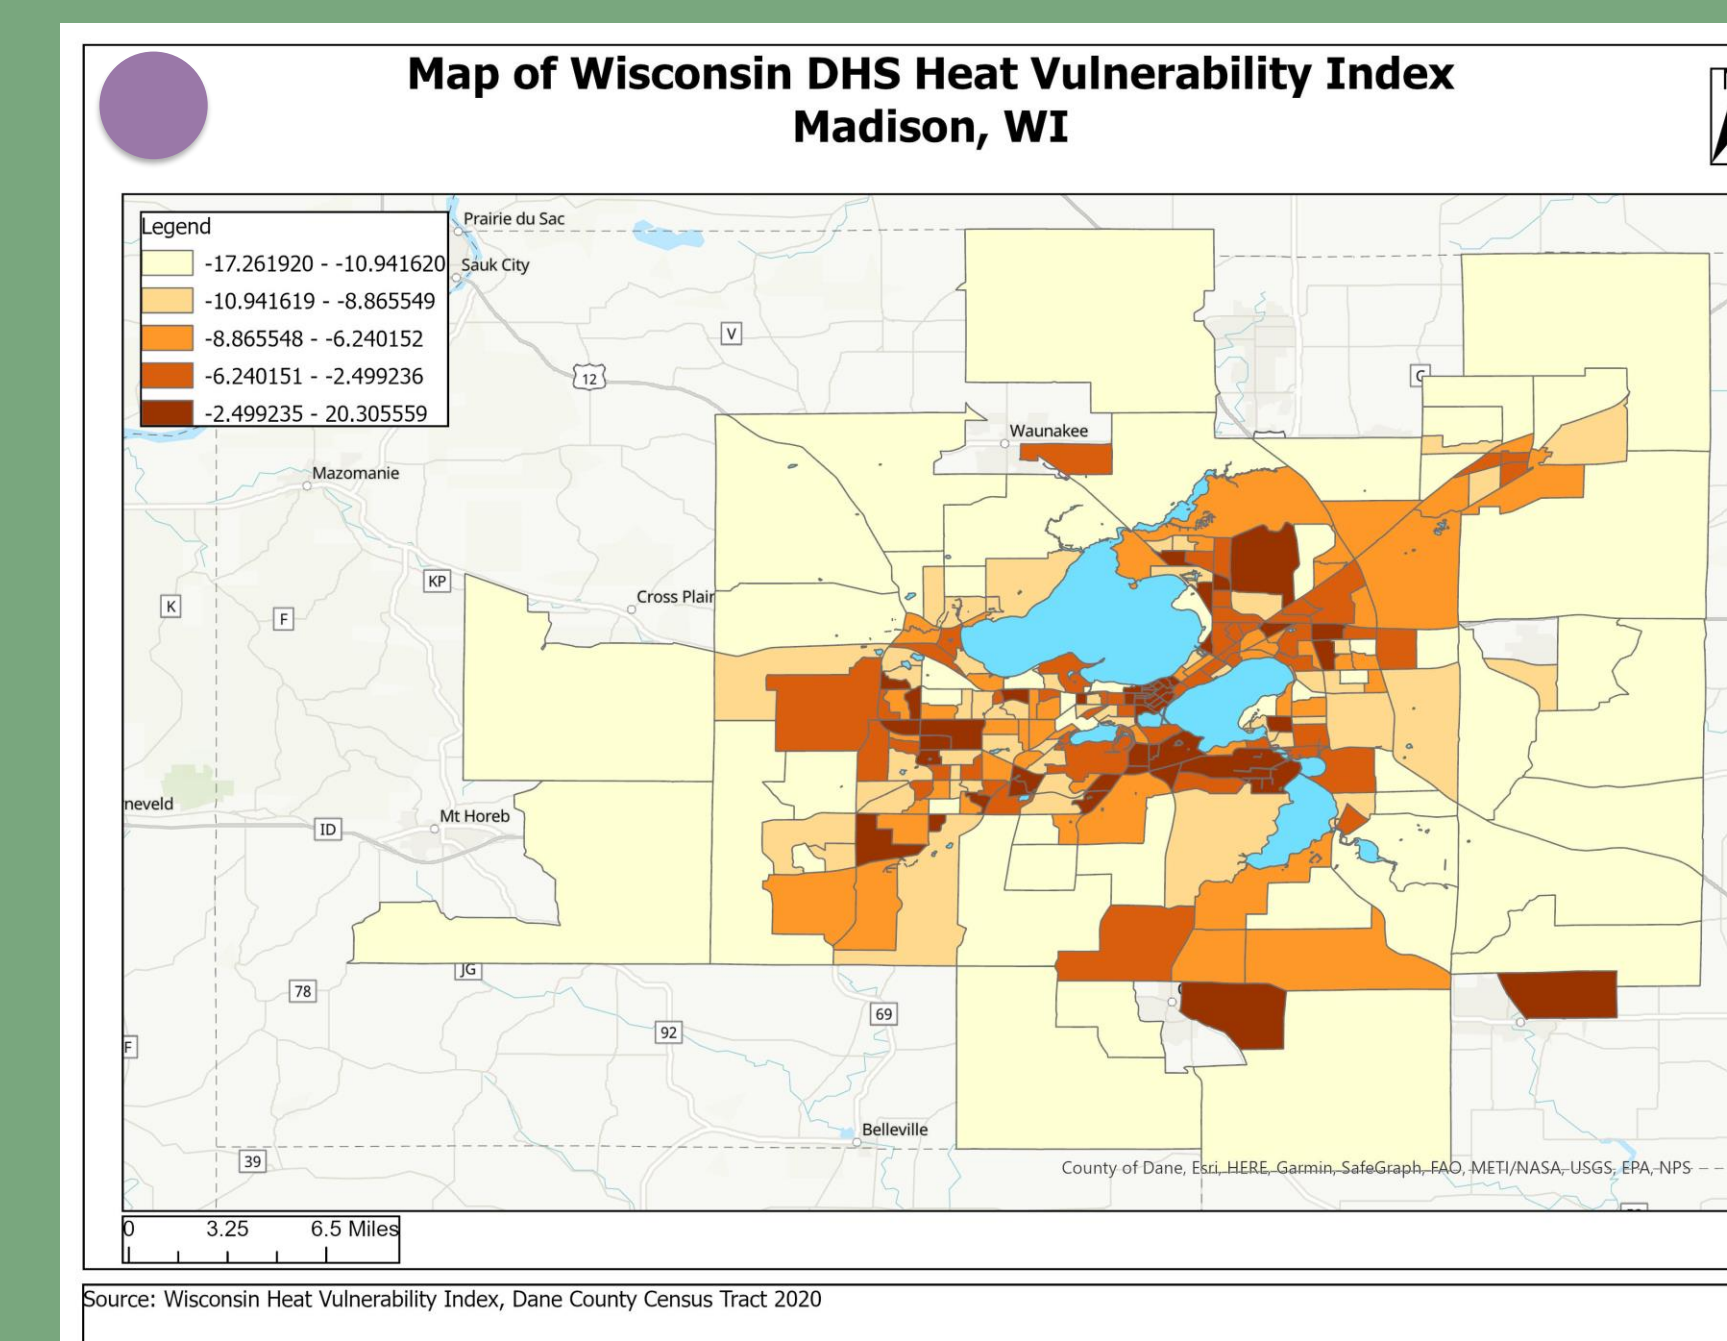 Map of Wisconsin DHS Heat Vulnerability Index
Madison, WI
Legend
-17.261920 - -10.941620
-10.941619 - -8.865549
-8.865548 - -6.240152
-6.240151 - -2.499236
-2.499235 - 20.305559
Prairie du Sac
Sauk City
V
12
C
Waunakee
Mazomanie
KP
Cross Plain
K
F
neveld
ID
Mt Horeb
JG
78
69
92
F
Belleville
39
County of Dane, Esri, HERE, Garmin, SafeGraph, FAO, METI/NASA, USGS, EPA, NPS
0 3.25 6.5 Miles
Source: Wisconsin Heat Vulnerability Index, Dane County Census Tract 2020